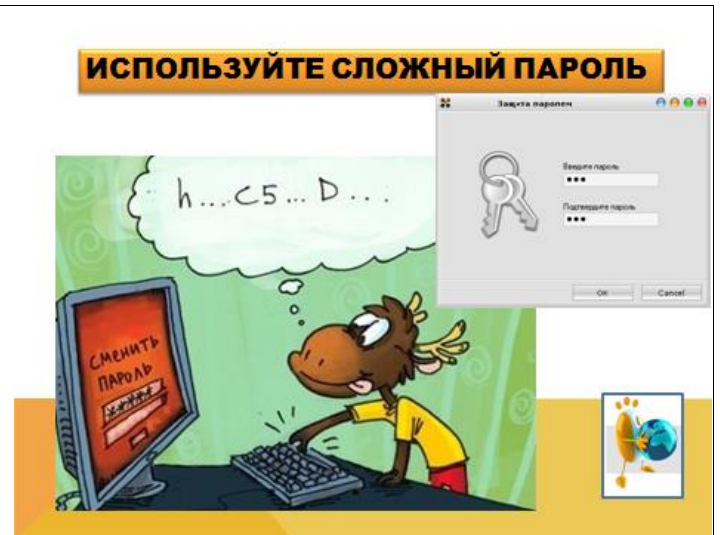 ИСПОЛЬЗУЙТЕ СЛОЖНЫЙ ПАРОЛЬ
Защита паролем
Введите пароль
Подтвердите пароль
OK Cancel
h...C5...D...
СМЕНИТЬ
ПАРОЛЬ